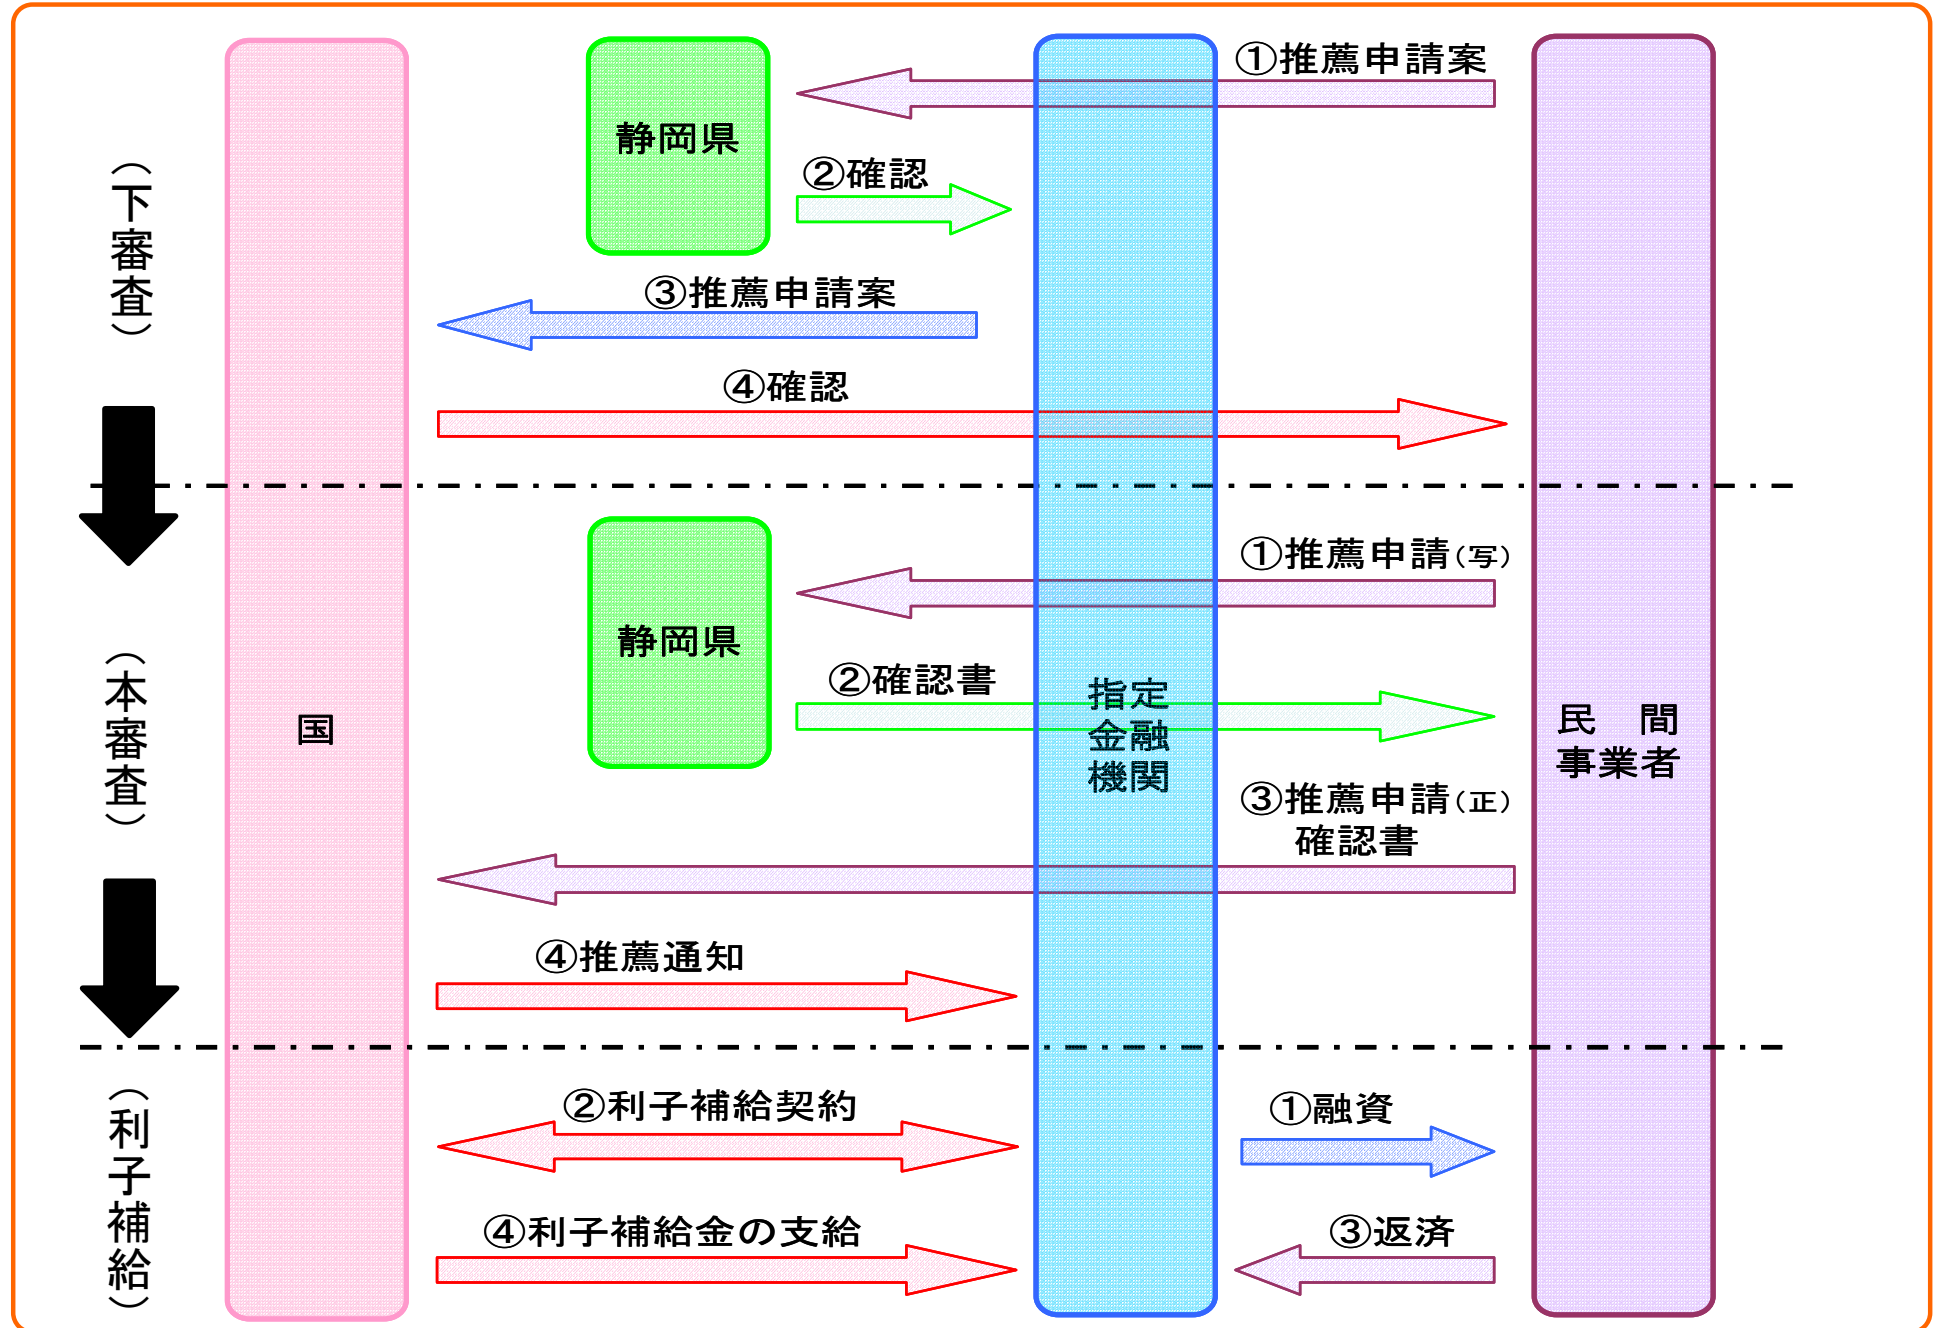 (下審査)
静岡県
①推薦申請案
②確認
③推薦申請案
④確認
(本審査)
国
静岡県
①推薦申請(写)
②確認書
指定
金融
機関
民　間
事業者
③推薦申請(正)
確認書
④推薦通知
(利子補給)
②利子補給契約
①融資
④利子補給金の支給
③返済